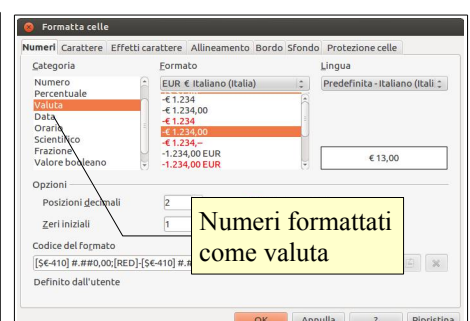 Formatta celle
Numeri Carattere Effetti carattere Allineamento Bordo Sfondo Protezione celle
Categoria Formato Lingua
Numero
Percentuale
Valuta
Data
Orario
Scientifico
Frazione
Valore booleano
EUR € Italiano (Italia)
-€ 1.234
-€ 1.234,00
-€ 1.234
-€ 1.234,00
-€ 1.234,--
-1.234,00 EUR
-1.234,00 EUR
Predefinita - Italiano (Itali
€ 13,00
Opzioni
Posizioni decimali 2
Zeri iniziali 1
Numeri formattati
come valuta
Codice del formato
[$€-410] #.##0,00;[RED]-[$€-410] #.#
Definito dall'utente
OK Annulla ? Ripristina